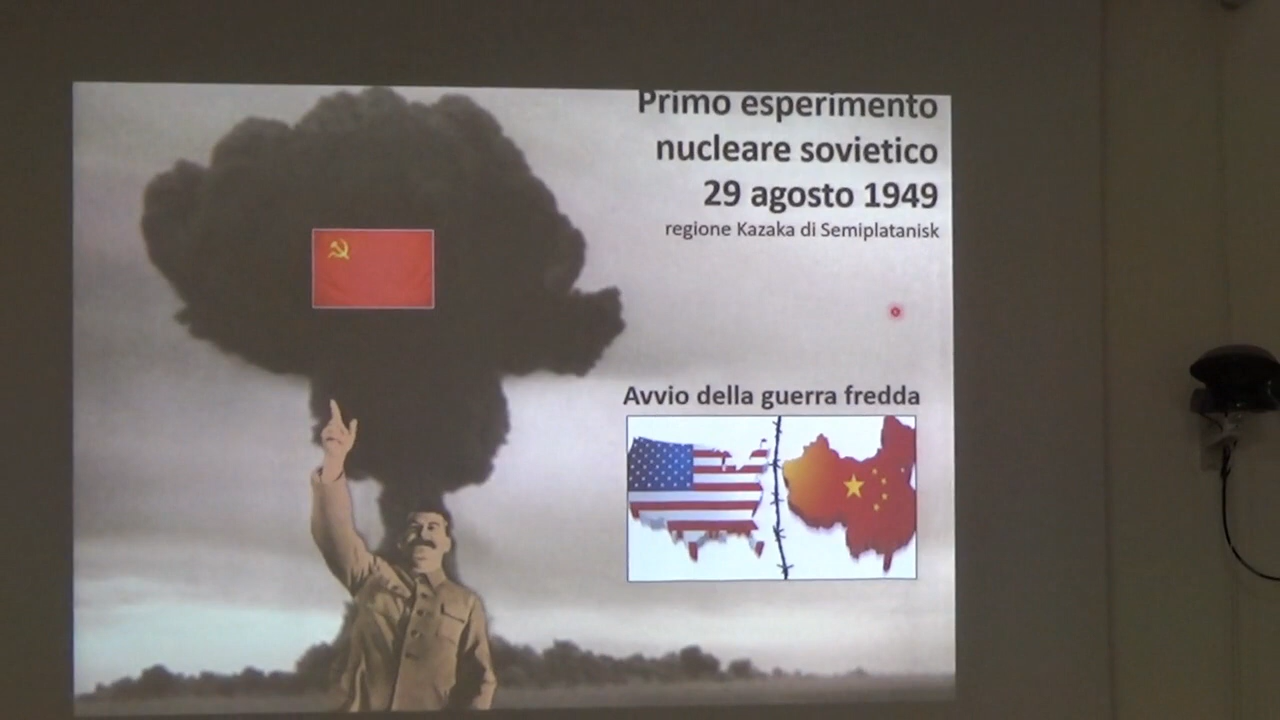 Primo esperimento
nucleare sovietico
29 agosto 1949
regione Kazaka di Semiplatanisk
Avvio della guerra fredda